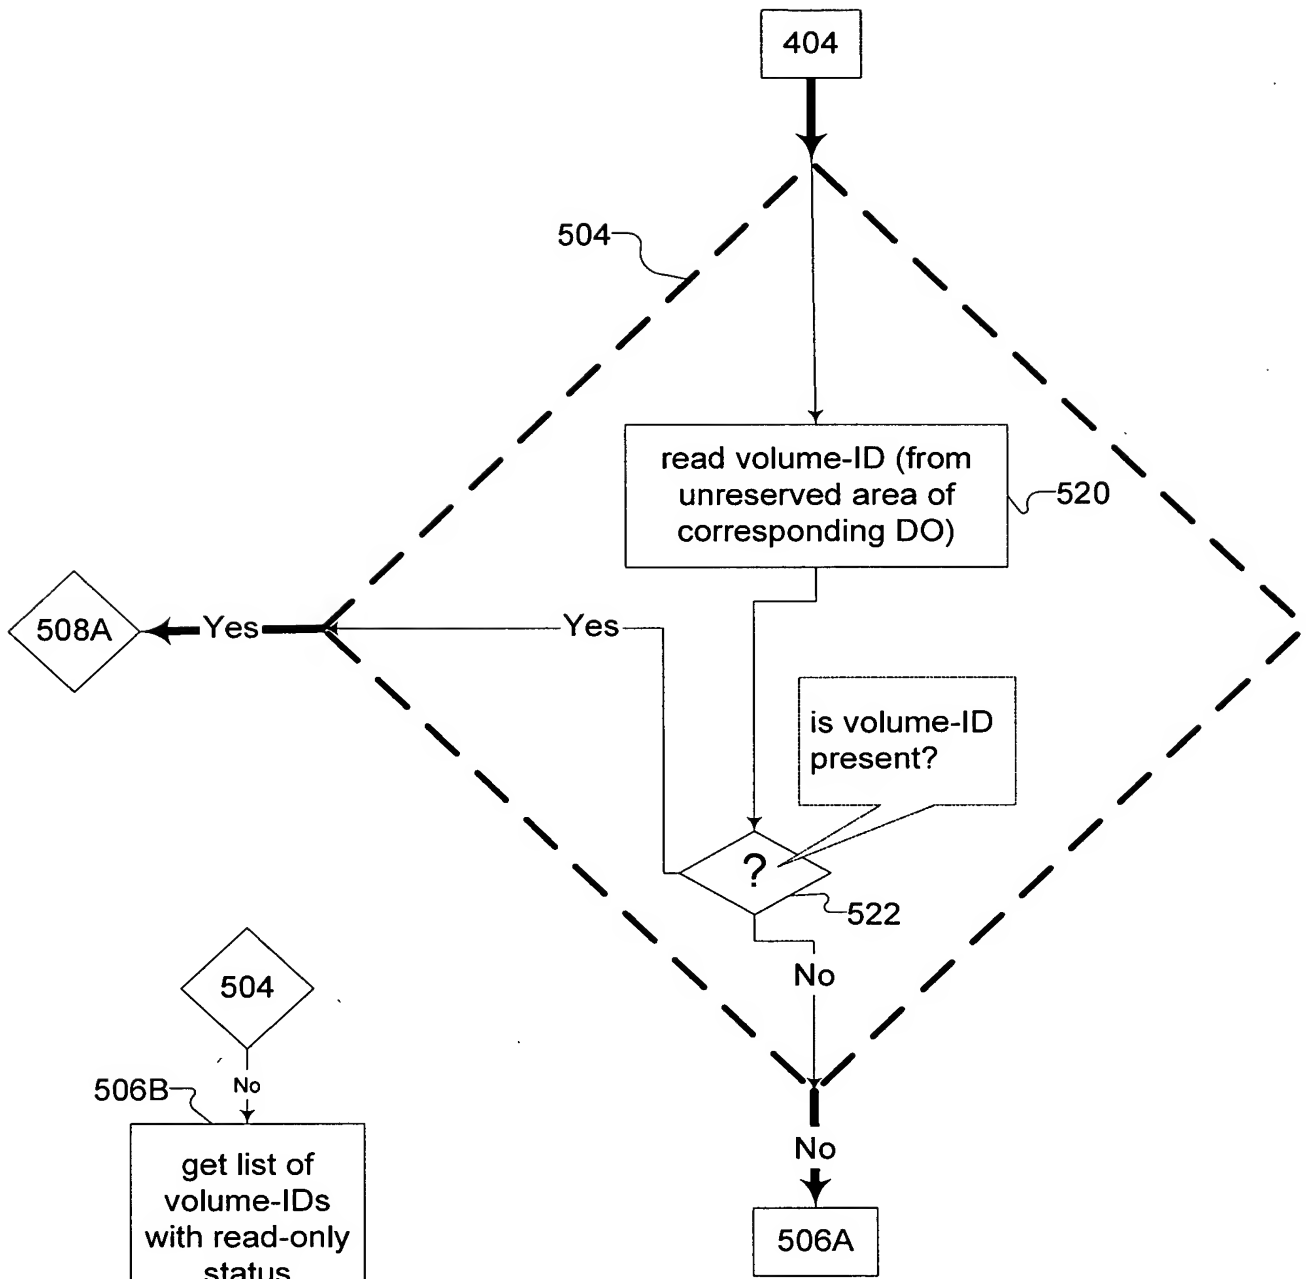 404
504
read volume-ID (from
unreserved area of
corresponding DO)
520
508A
Yes
Yes
is volume-ID
present?
?
522
No
504
No
506B
get list of
volume-IDs
with read-only
status
No
506A